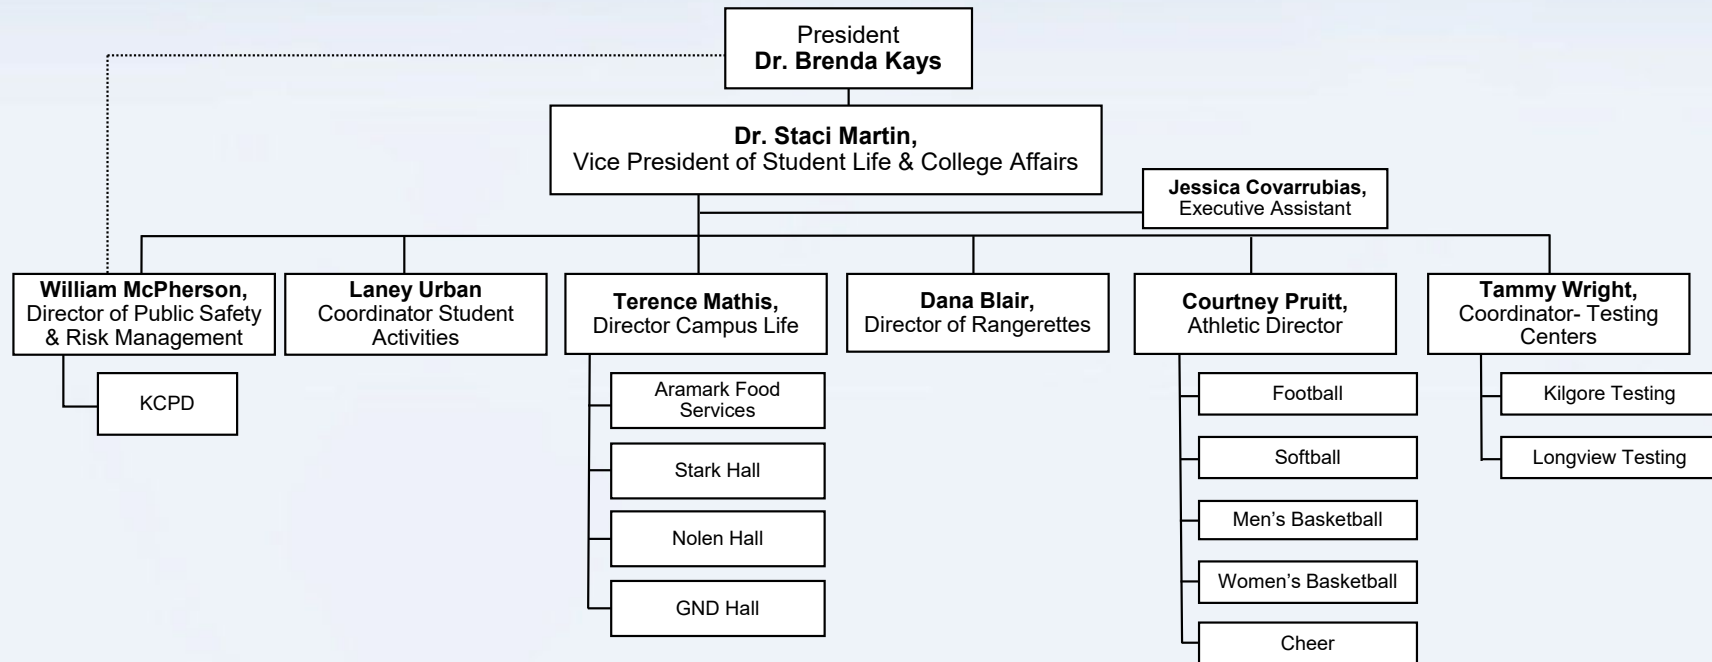 President
Dr. Brenda Kays
Dr. Staci Martin,
Vice President of Student Life & College Affairs
Jessica Covarrubias,
Executive Assistant
William McPherson,
Director of Public Safety
& Risk Management
KCPD
Laney Urban
Coordinator Student
Activities
Terence Mathis,
Director Campus Life
Aramark Food
Services
Stark Hall
Nolen Hall
GND Hall
Dana Blair,
Director of Rangerettes
Courtney Pruitt,
Athletic Director
Football
Softball
Men’s Basketball
Women’s Basketball
Cheer
Tammy Wright,
Coordinator- Testing
Centers
Kilgore Testing
Longview Testing